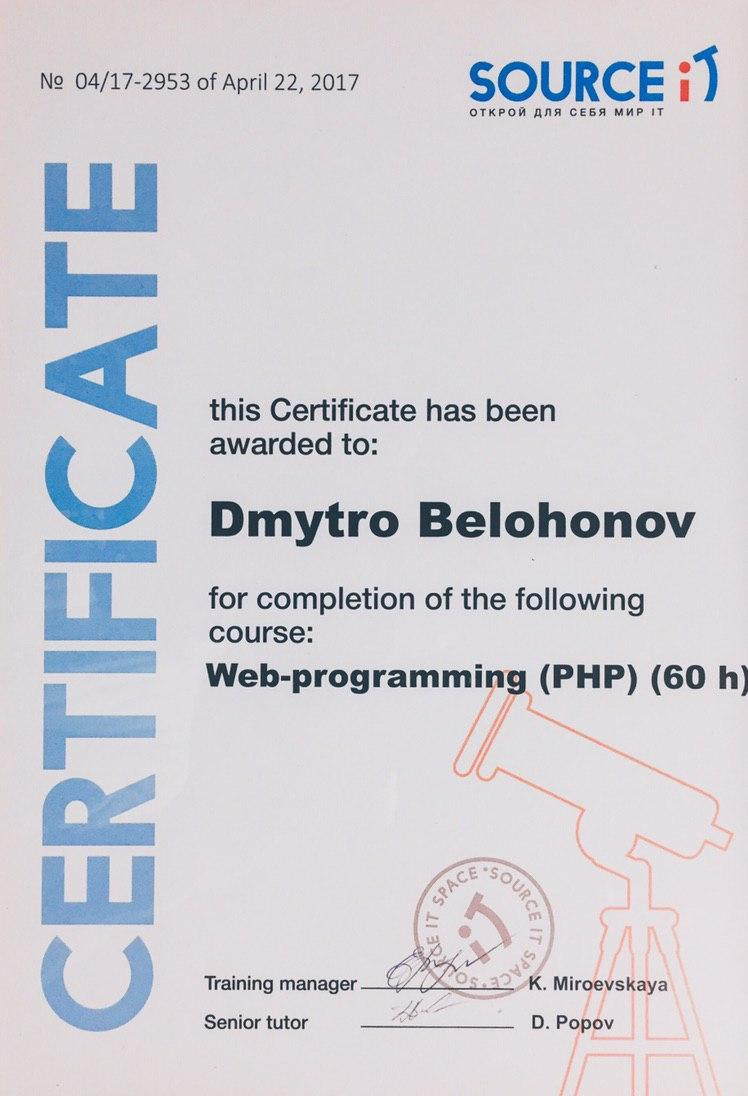 № 04/17-2953 of April 22, 2017
SOURCE iT
ОТКРОЙ ДЛЯ СЕБЯ МИР IT
CERTIFICATE
this Certificate has been
awarded to:
Dmytro Belohonov
for completion of the following
course:
Web-programming (PHP) (60 h)
SOURCE IT SPACE • SOURCE IT SPACE •
iT
Training manager K. Miroevskaya
Senior tutor D. Popov